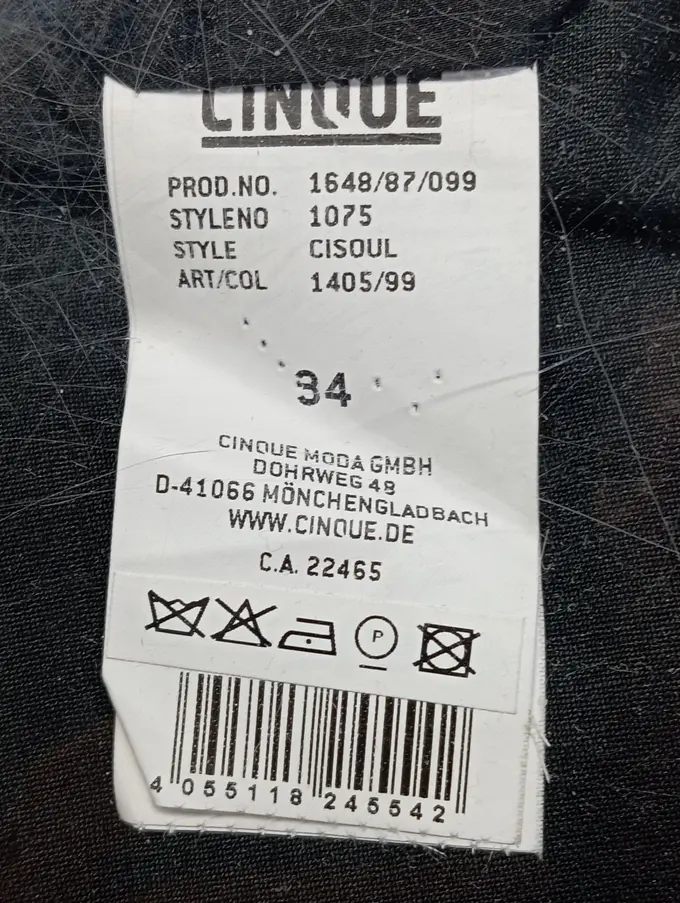 CINQUE
PROD.NO. 1648/87/099
STYLENO 1075
STYLE CISOUL
ART/COL 1405/99
34
CINQUE MODA GMBH
DOHRWEG 48
D-41066 MÖNCHENGLADBACH
WWW.CINQUE.DE
C.A. 22465
P
4 055118 245542